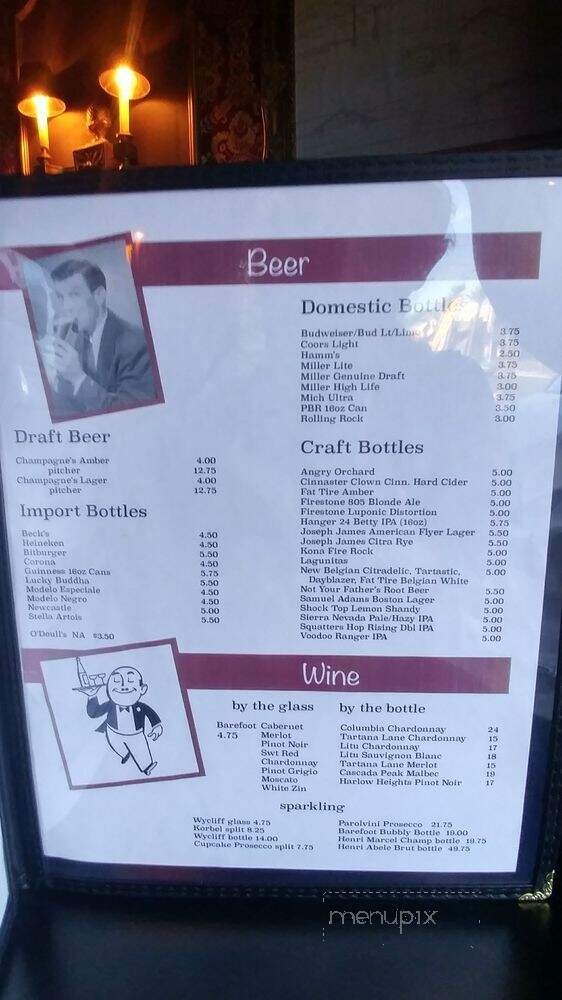 Beer
Draft Beer
Champagne's Amber 4.00
pitcher 12.75
Champagne's Lager 4.00
pitcher 12.75
Import Bottles
Beck's 4.50
Heineken 4.50
Bitburger 5.50
Corona 4.50
Guinness 16oz Cans 5.75
Lucky Buddha 5.50
Modelo Especiale 4.50
Modelo Negro 4.50
Newcastle 5.00
Stella Artois 5.50
O'Doull's NA $3.50
Domestic Bottles
Budweiser/Bud Lt/Lime 3.75
Coors Light 3.75
Hamm's 2.50
Miller Lite 3.75
Miller Genuine Draft 3.75
Miller High Life 3.00
Mich Ultra 3.75
PBR 16oz Can 3.50
Rolling Rock 3.00
Craft Bottles
Angry Orchard 5.00
Cinnaster Clown Cinn. Hard Cider 5.00
Fat Tire Amber 5.00
Firestone 805 Blonde Ale 5.00
Firestone Luponic Distortion 5.00
Hanger 24 Betty IPA (16oz) 5.75
Joseph James American Flyer Lager 5.50
Joseph James Citra Rye 5.50
Kona Fire Rock 5.00
Lagunitas 5.00
New Belgian Citradelic, Tartastic, 5.00
Dayblazer, Fat Tire Belgian White
Not Your Father's Root Beer 5.50
Samuel Adams Boston Lager 5.00
Shock Top Lemon Shandy 5.00
Sierra Nevada Pale/Hazy IPA 5.00
Squatters Hop Rising Dbl IPA 5.00
Voodoo Ranger IPA 5.00
Wine
by the glass
Barefoot Cabernet
4.75 Merlot
Pinot Noir
Swt Red
Chardonnay
Pinot Grigio
Moscato
White Zin
by the bottle
Columbia Chardonnay 24
Tartana Lane Chardonnay 15
Litu Chardonnay 17
Litu Sauvignon Blanc 18
Tartana Lane Merlot 15
Cascada Peak Malbec 19
Harlow Heights Pinot Noir 17
sparkling
Wycliff glass 4.75
Korbel split 8.25
Wycliff bottle 14.00
Cupcake Prosecco split 7.75
Parolvini Prosecco 21.75
Barefoot Bubbly Bottle 19.00
Henri Marcel Champ bottle 19.75
Henri Abele Brut bottle 49.75
menupix